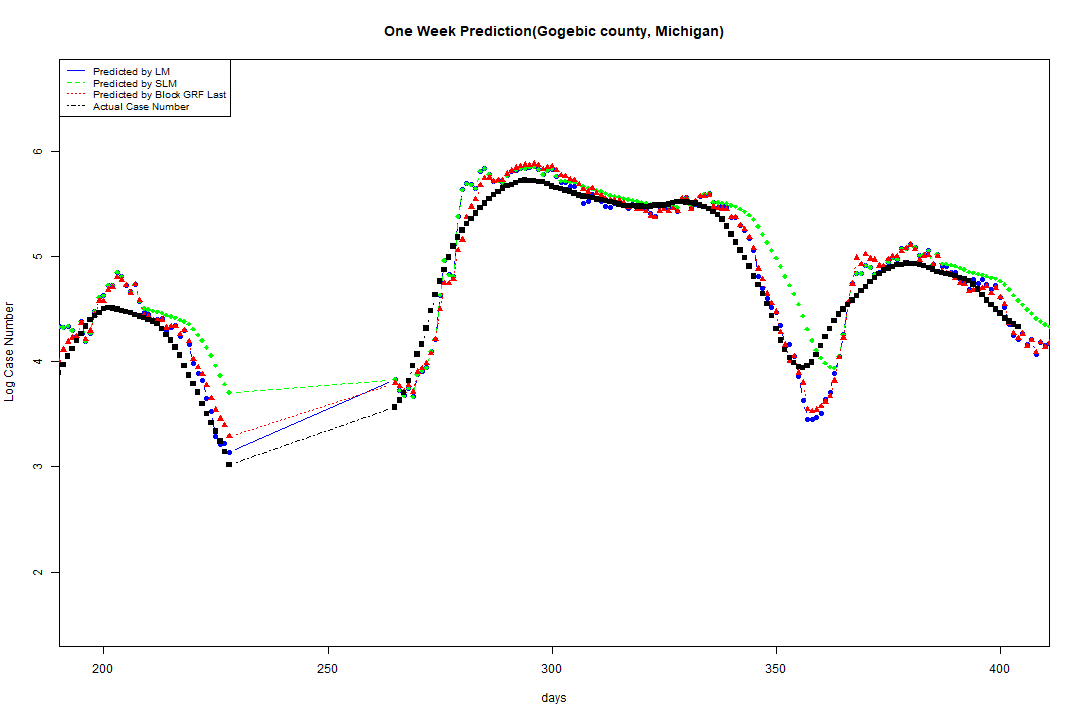 One Week Prediction(Gogebic county, Michigan)
Predicted by LM
Predicted by SLM
Predicted by Block GRF Last
Actual Case Number
6
5
4
3
2
Log Case Number
200
250
300
350
400
days